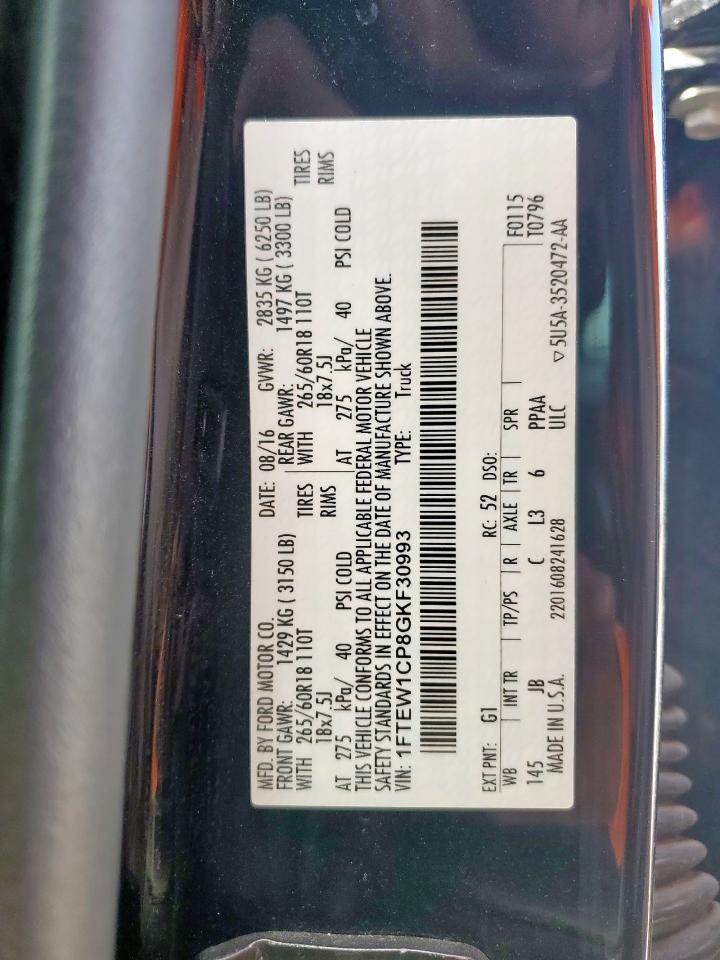 MFD. BY FORD MOTOR CO.
DATE: 08/16 GVWR: 2835 KG ( 6250 LB)
FRONT GAWR: 1429 KG ( 3150 LB)
REAR GAWR: 1497 KG ( 3300 LB)
WITH 265/60R18 110T TIRES
WITH 265/60R18 110T TIRES
18x7.5J RIMS
18x7.5J RIMS
AT 275 kPa/ 40 PSI COLD
AT 275 kPa/ 40 PSI COLD
THIS VEHICLE CONFORMS TO ALL APPLICABLE FEDERAL MOTOR VEHICLE
SAFETY STANDARDS IN EFFECT ON THE DATE OF MANUFACTURE SHOWN ABOVE.
VIN: 1FTEW1CP8GKF30993 TYPE: Truck
EXT PNT: G1 RC: 52 DSO:
WB INT TR TP/PS R AXLE TR SPR F0115
145 JB C L3 6 PPAA T0796
MADE IN U.S.A. 2201608241628 ULC ▽5U5A-3520472-AA